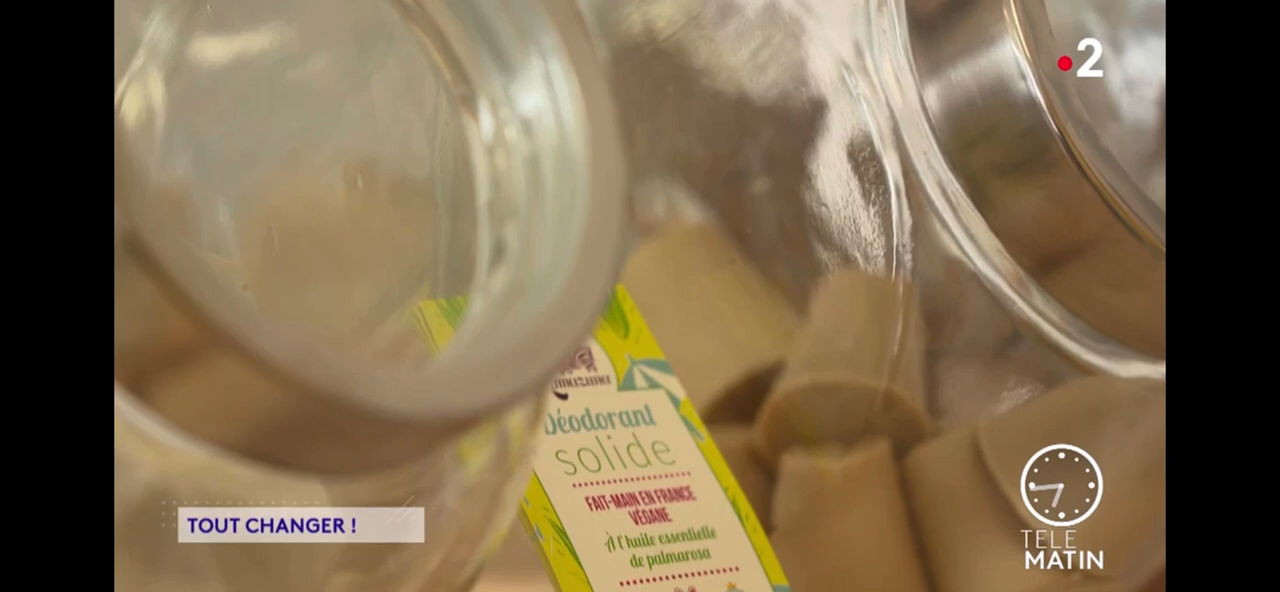 2
Déodorant
solide
FAIT-MAIN EN FRANCE
VÉGANE
À l'huile essentielle
de palmarosa
TOUT CHANGER !
TELE
MATIN